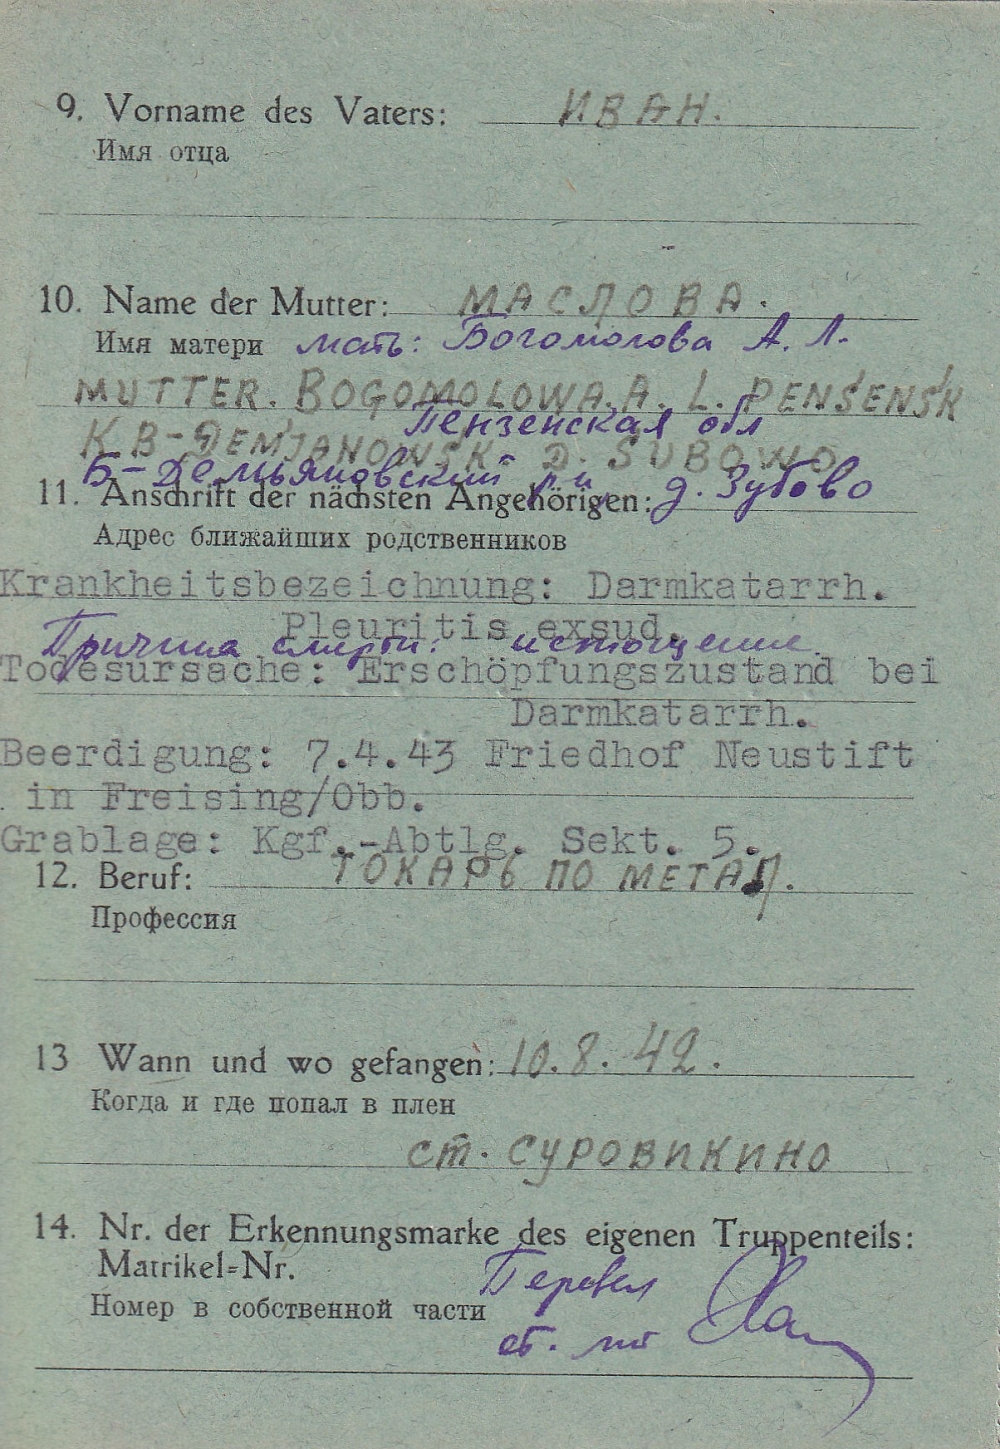 9. Vorname des Vaters: ИВАН.
Имя отца
10. Name der Mutter: МАСЛОВА.
Имя матери мать: Богомолова А. Л.
MUTTER. BOGOMOLOWA. A. L. PENSENSK
Пензенская обл
KB-DEMJANOWSK. D. SUBOWO
Б-Демьяновский р-н д. Зубово
11. Anschrift der nächsten Angehörigen:
Адрес ближайших родственников
Krankheitsbezeichnung: Darmkatarrh.
Pleuritis exsud.
Причина смерти: истощение.
Todesursache: Erschöpfungszustand bei
Darmkatarrh.
Beerdigung: 7.4.43 Friedhof Neustift
in Freising/Obb.
Grablage: Kgf.-Abtlg. Sekt. 5.
12. Beruf: ТОКАРЬ ПО МЕТАЛ.
Профессия
13 Wann und wo gefangen: 10.8.42.
Когда и где попал в плен
ст. СУРОВИКИНО
14. Nr. der Erkennungsmarke des eigenen Truppenteils:
Matrikel=Nr.
Перевел
Номер в собственной части